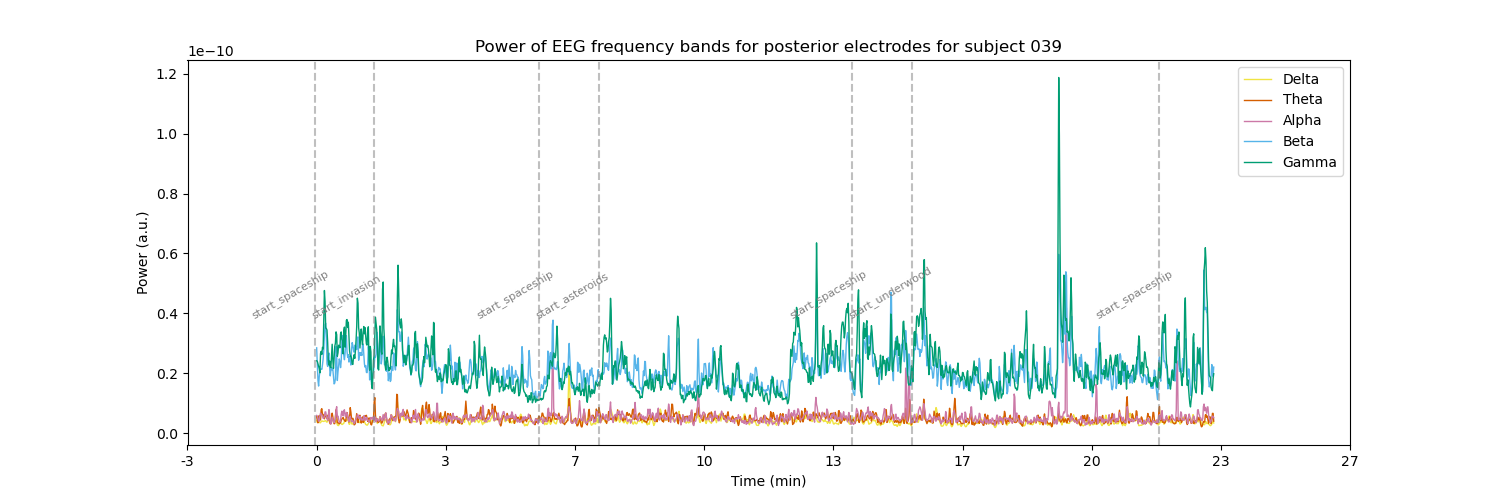 Power of EEG frequency bands for posterior electrodes for subject 039
1e−10
1.2
1.0
0.8
0.6
0.4
0.2
0.0
Power (a.u.)
start_spaceship
start_invasion
start_spaceship
start_asteroids
start_spaceship
start_underwood
start_spaceship
Delta
Theta
Alpha
Beta
Gamma
-3 0 3 7 10 13 17 20 23 27
Time (min)